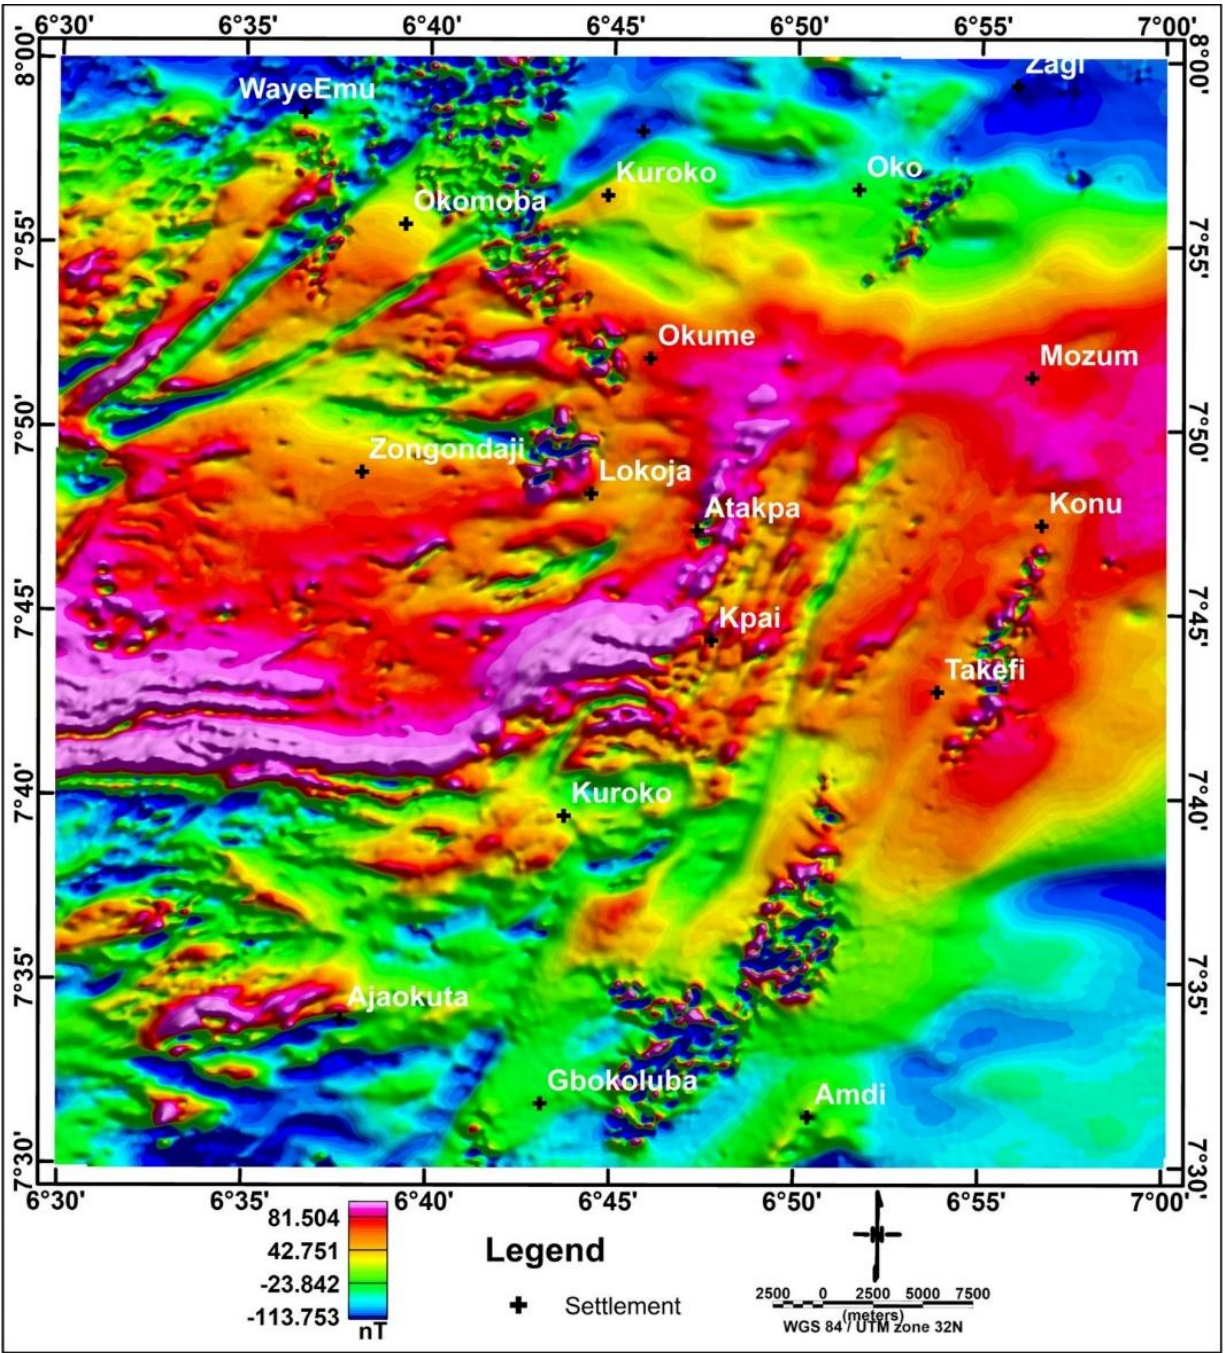 6°30' 6°35' 6°40' 6°45' 6°50' 6°55' 7°00'
8°00' 8°00'
Zagi
WayeEmu
Kuroko
Oko
Okomoba
7°55' 7°55'
Okume
Mozum
7°50' 7°50'
Zongondaji
Lokoja
Atakpa
Konu
7°45' 7°45'
Kpai
Takefi
7°40' 7°40'
Kuroko
7°35' 7°35'
Ajaokuta
Gbokoluba
Amdi
7°30' 7°30'
6°30' 6°35' 6°40' 6°45' 6°50' 6°55' 7°00'
81.504
42.751
-23.842
-113.753
nT
Legend
Settlement
2500 0 2500 5000 7500
(meters)
WGS 84 / UTM zone 32N